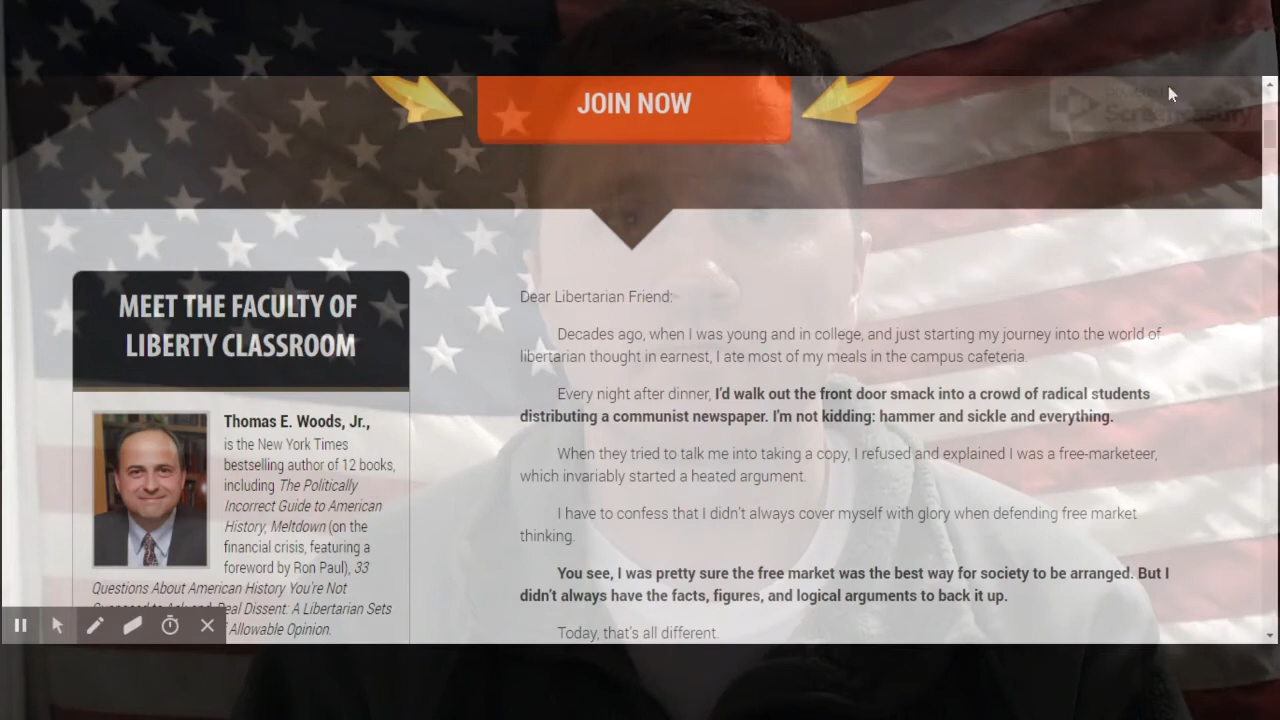 JOIN NOW
Screencastify
MEET THE FACULTY OF
LIBERTY CLASSROOM
Thomas E. Woods, Jr.,
is the New York Times
bestselling author of 12 books,
including The Politically
Incorrect Guide to American
History, Meltdown (on the
financial crisis, featuring a
foreword by Ron Paul), 33
Questions About American History You're Not
Real Dissent: A Libertarian Sets
Allowable Opinion.
Dear Libertarian Friend:
Decades ago, when I was young and in college, and just starting my journey into the world of
libertarian thought in earnest, I ate most of my meals in the campus cafeteria.
Every night after dinner, I'd walk out the front door smack into a crowd of radical students
distributing a communist newspaper. I'm not kidding: hammer and sickle and everything.
When they tried to talk me into taking a copy, I refused and explained I was a free-marketeer,
which invariably started a heated argument.
I have to confess that I didn't always cover myself with glory when defending free market
thinking.
You see, I was pretty sure the free market was the best way for society to be arranged. But I
didn't always have the facts, figures, and logical arguments to back it up.
Today, that's all different.